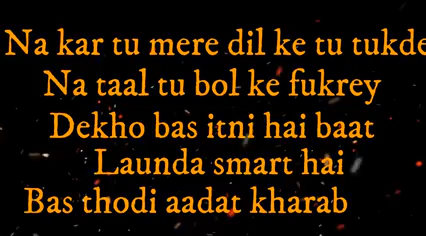 Na kar tu mere dil ke tu tukde
Na taal tu bol ke fukrey
Dekho bas itni hai baat
Launda smart hai
Bas thodi aadat kharab